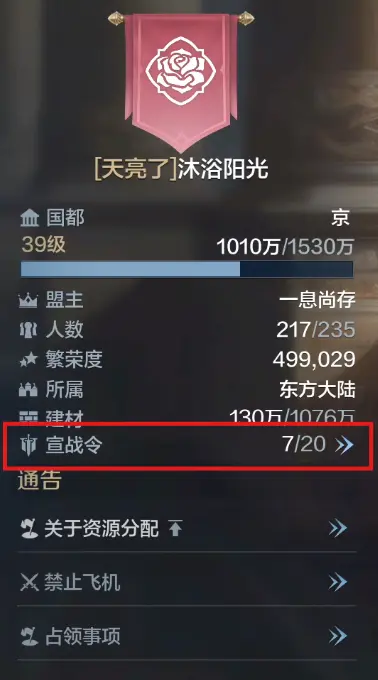 [天亮了]沐浴阳光
国都 京
39级 1010万/1530万
盟主 一息尚存
人数 217/235
繁荣度 499,029
所属 东方大陆
建材 130万/1076万
宣战令 7/20
通告
关于资源分配
禁止飞机
占领事项